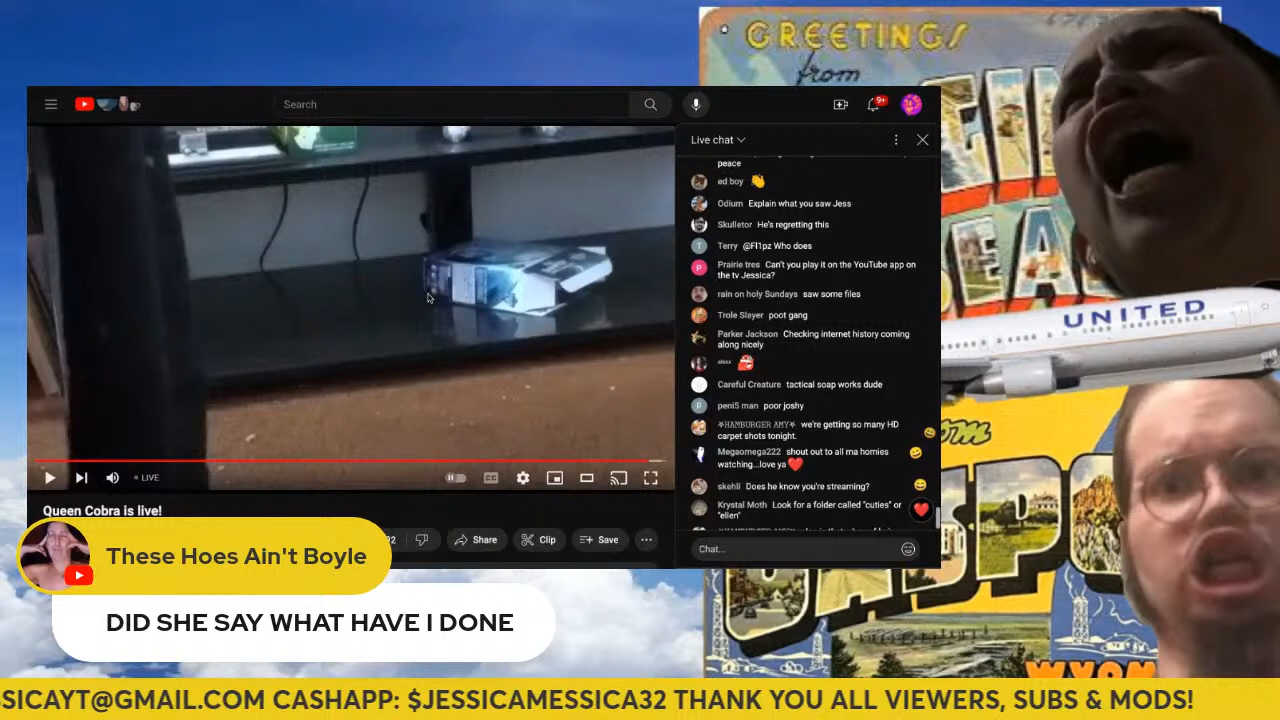 GREETINGS
from
Search
9+
Live chat
peace
ed boy
Odium Explain what you saw Jess
Skulletor He's regretting this
Terry @Fl1pz Who does
Prairie tres Can't you play it on the YouTube app on
the tv Jessica?
rain on holy Sundays saw some files
Trole Slayer poot gang
Parker Jackson Checking internet history coming
along nicely
Careful Creature tactical soap works dude
peni5 man poor joshy
☀HAMBURGER AMY☀ we're getting so many HD
carpet shots tonight.
Megaomega222 shout out to all ma homies
watching...love ya❤️
skehli Does he know you're streaming?
Krystal Moth Look for a folder called "cuties" or
"ellen"
Chat...
UNITED
LIVE
CC
Queen Cobra is live!
92
Share
Clip
Save
These Hoes Ain't Boyle
DID SHE SAY WHAT HAVE I DONE
SSICAYT@GMAIL.COM CASHAPP: $JESSICAMESSICA32 THANK YOU ALL VIEWERS, SUBS & MODS!